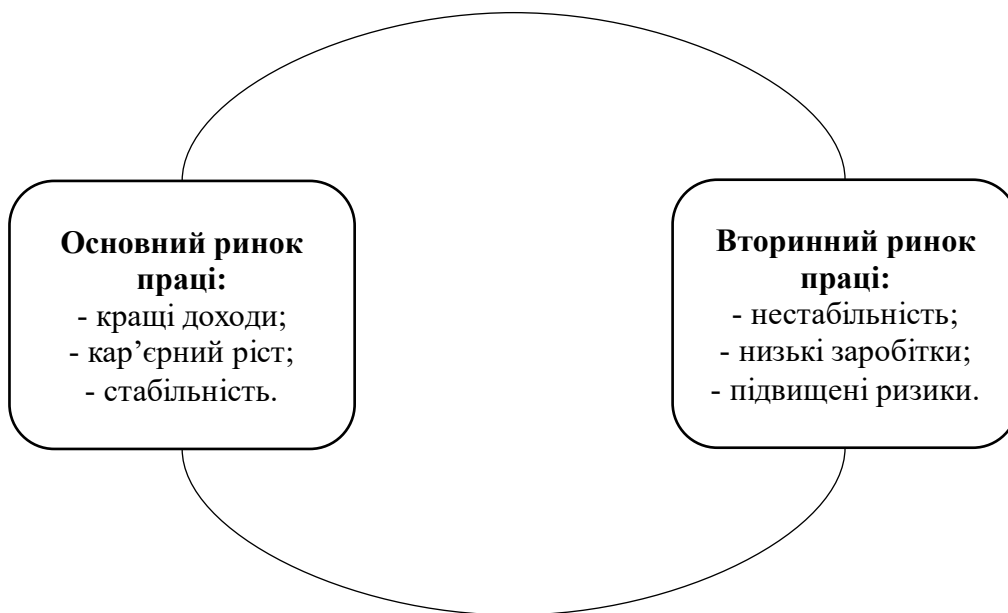 Основний ринок
праці:
- кращі доходи;
- кар’єрний ріст;
- стабільність.
Вторинний ринок
праці:
- нестабільність;
- низькі заробітки;
- підвищені ризики.